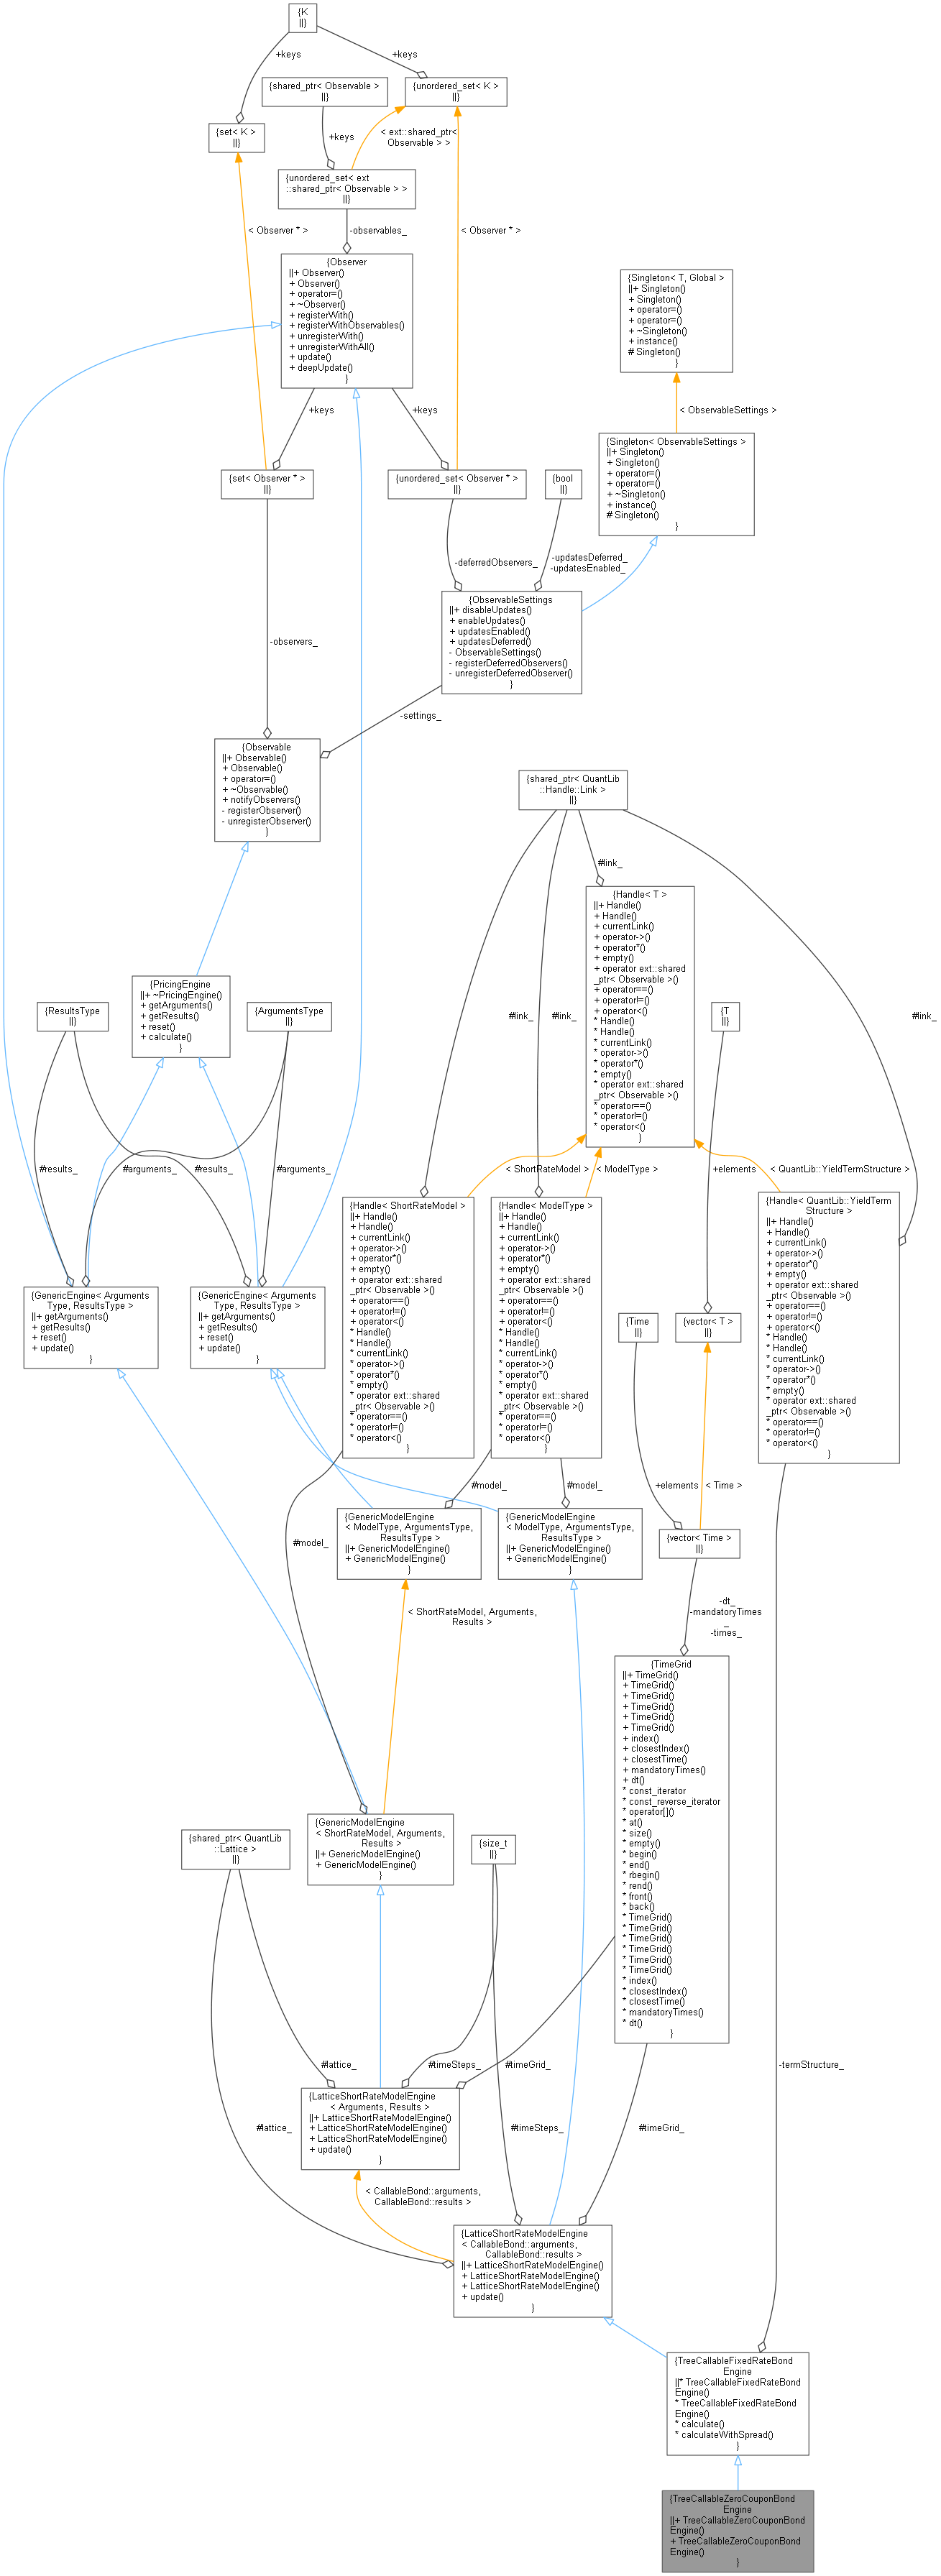 {K
||}
+keys
+keys
{shared_ptr< Observable >
||}
{unordered_set< K >
||}
{set< K >
||}
+keys
< ext::shared_ptr<
Observable > >
{unordered_set< ext
::shared_ptr< Observable > >
||}
< Observer * >
-observables_
< Observer * >
{Observer
||+ Observer()
+ Observer()
+ operator=()
+ ~Observer()
+ registerWith()
+ registerWithObservables()
+ unregisterWith()
+ unregisterWithAll()
+ update()
+ deepUpdate()
}
{Singleton< T, Global >
||+ Singleton()
+ Singleton()
+ operator=()
+ operator=()
+ ~Singleton()
+ instance()
# Singleton()
}
+keys
+keys
< ObservableSettings >
{Singleton< ObservableSettings >
||+ Singleton()
+ Singleton()
+ operator=()
+ operator=()
+ ~Singleton()
+ instance()
# Singleton()
}
{set< Observer * >
||}
{unordered_set< Observer * >
||}
{bool
||}
-deferredObservers_
-updatesDeferred_
-updatesEnabled_
{ObservableSettings
||+ disableUpdates()
+ enableUpdates()
+ updatesEnabled()
+ updatesDeferred()
- ObservableSettings()
- registerDeferredObservers()
- unregisterDeferredObserver()
}
-observers_
-settings_
{Observable
||+ Observable()
+ Observable()
+ operator=()
+ ~Observable()
+ notifyObservers()
- registerObserver()
- unregisterObserver()
}
{shared_ptr< QuantLib
::Handle::Link >
||}
#link_
{Handle< T >
||+ Handle()
+ Handle()
+ currentLink()
+ operator->()
+ operator*()
+ empty()
+ operator ext::shared
_ptr< Observable >()
+ operator==()
+ operator!=()
+ operator<()
* Handle()
* Handle()
* currentLink()
* operator->()
* operator*()
* empty()
* operator ext::shared
_ptr< Observable >()
* operator==()
* operator!=()
* operator<()
}
{PricingEngine
||+ ~PricingEngine()
+ getArguments()
+ getResults()
+ reset()
+ calculate()
}
{ResultsType
||}
{ArgumentsType
||}
#link_
#link_
#link_
{T
||}
#results_
#arguments_
#results_
#arguments_
< ShortRateModel >
< ModelType >
+elements
< QuantLib::YieldTermStructure >
{Handle< ShortRateModel >
||+ Handle()
+ Handle()
+ currentLink()
+ operator->()
+ operator*()
+ empty()
+ operator ext::shared
_ptr< Observable >()
+ operator==()
+ operator!=()
+ operator<()
* Handle()
* Handle()
* currentLink()
* operator->()
* operator*()
* empty()
* operator ext::shared
_ptr< Observable >()
* operator==()
* operator!=()
* operator<()
}
{Handle< ModelType >
||+ Handle()
+ Handle()
+ currentLink()
+ operator->()
+ operator*()
+ empty()
+ operator ext::shared
_ptr< Observable >()
+ operator==()
+ operator!=()
+ operator<()
* Handle()
* Handle()
* currentLink()
* operator->()
* operator*()
* empty()
* operator ext::shared
_ptr< Observable >()
* operator==()
* operator!=()
* operator<()
}
{Handle< QuantLib::YieldTerm
Structure >
||+ Handle()
+ Handle()
+ currentLink()
+ operator->()
+ operator*()
+ empty()
+ operator ext::shared
_ptr< Observable >()
+ operator==()
+ operator!=()
+ operator<()
* Handle()
* Handle()
* currentLink()
* operator->()
* operator*()
* empty()
* operator ext::shared
_ptr< Observable >()
* operator==()
* operator!=()
* operator<()
}
{GenericEngine< Arguments
Type, ResultsType >
||+ getArguments()
+ getResults()
+ reset()
+ update()
}
{GenericEngine< Arguments
Type, ResultsType >
||+ getArguments()
+ getResults()
+ reset()
+ update()
}
{Time
||}
{vector< T >
||}
#model_
#model_
#model_
+elements
< Time >
{GenericModelEngine
< ModelType, ArgumentsType,
ResultsType >
||+ GenericModelEngine()
+ GenericModelEngine()
}
{GenericModelEngine
< ModelType, ArgumentsType,
ResultsType >
||+ GenericModelEngine()
+ GenericModelEngine()
}
{vector< Time >
||}
< ShortRateModel, Arguments,
Results >
-dt_
-mandatoryTimes
_
-times_
{TimeGrid
||+ TimeGrid()
+ TimeGrid()
+ TimeGrid()
+ TimeGrid()
+ TimeGrid()
+ TimeGrid()
+ index()
+ closestIndex()
+ closestTime()
+ mandatoryTimes()
+ dt()
* const_iterator
* const_reverse_iterator
* operator[]()
* at()
* size()
* empty()
* begin()
* end()
* rbegin()
* rend()
* front()
* back()
* TimeGrid()
* TimeGrid()
* TimeGrid()
* TimeGrid()
* TimeGrid()
* TimeGrid()
* index()
* closestIndex()
* closestTime()
* mandatoryTimes()
* dt()
}
{GenericModelEngine
< ShortRateModel, Arguments,
Results >
||+ GenericModelEngine()
+ GenericModelEngine()
}
{shared_ptr< QuantLib
::Lattice >
||}
{size_t
||}
#lattice_
#timeSteps_
#timeGrid_
-termStructure_
{LatticeShortRateModelEngine
< Arguments, Results >
||+ LatticeShortRateModelEngine()
+ LatticeShortRateModelEngine()
+ LatticeShortRateModelEngine()
+ update()
}
#lattice_
#timeSteps_
#timeGrid_
< CallableBond::arguments,
CallableBond::results >
{LatticeShortRateModelEngine
< CallableBond::arguments,
CallableBond::results >
||+ LatticeShortRateModelEngine()
+ LatticeShortRateModelEngine()
+ LatticeShortRateModelEngine()
+ update()
}
{TreeCallableFixedRateBond
Engine
||* TreeCallableFixedRateBond
Engine()
* TreeCallableFixedRateBond
Engine()
* calculate()
* calculateWithSpread()
}
{TreeCallableZeroCouponBond
Engine
||+ TreeCallableZeroCouponBond
Engine()
+ TreeCallableZeroCouponBond
Engine()
}